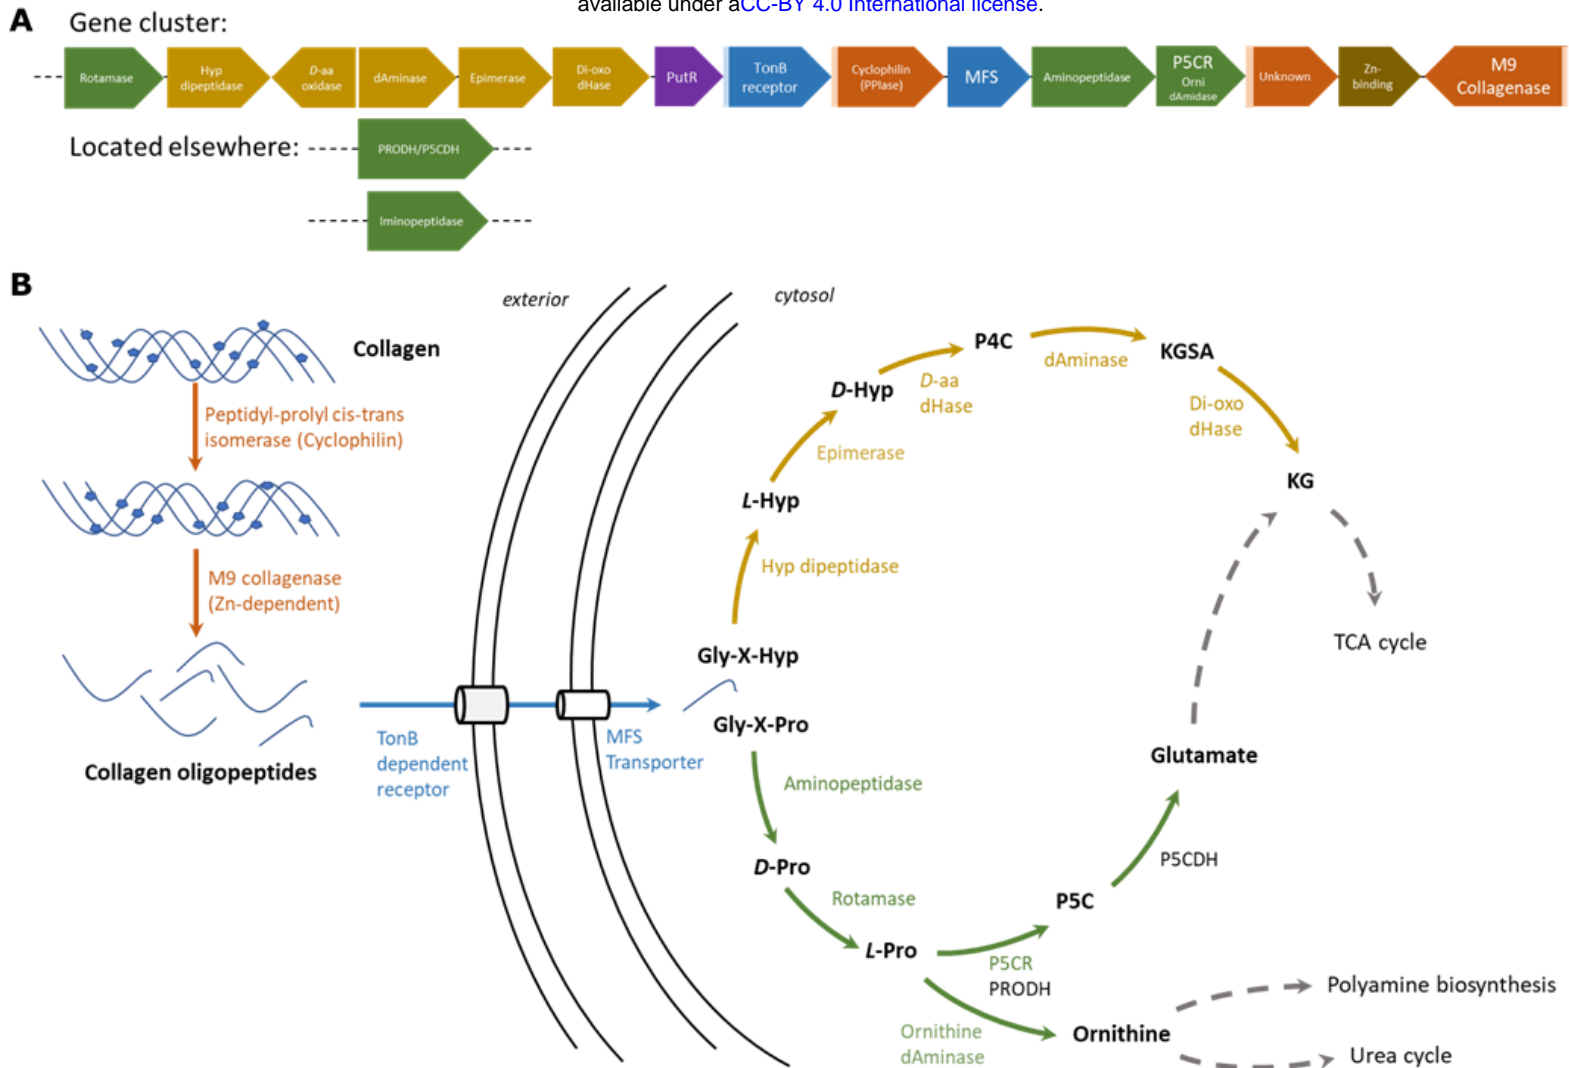 available under aCC-BY 4.0 International license.
A
Gene cluster:
Rotamase
Hyp
dipeptidase
D-aa
oxidase
dAminase
Epimerase
Di-oxo
dHase
PutR
TonB
receptor
Cyclophilin
(PPIase)
MFS
Aminopeptidase
P5CR
Orni
dAmidase
Unknown
Zn-
binding
M9
Collagenase
Located elsewhere:
PRODH/P5CDH
Iminopeptidase
B
exterior
cytosol
Collagen
Peptidyl-prolyl cis-trans
isomerase (Cyclophilin)
M9 collagenase
(Zn-dependent)
Collagen oligopeptides
TonB
dependent
receptor
MFS
Transporter
Gly-X-Hyp
Gly-X-Pro
Hyp dipeptidase
L-Hyp
Epimerase
D-Hyp
D-aa
dHase
P4C
dAminase
KGSA
Di-oxo
dHase
KG
TCA cycle
Aminopeptidase
D-Pro
Rotamase
L-Pro
P5CR
PRODH
P5C
P5CDH
Glutamate
Ornithine
dAminase
Ornithine
Polyamine biosynthesis
Urea cycle